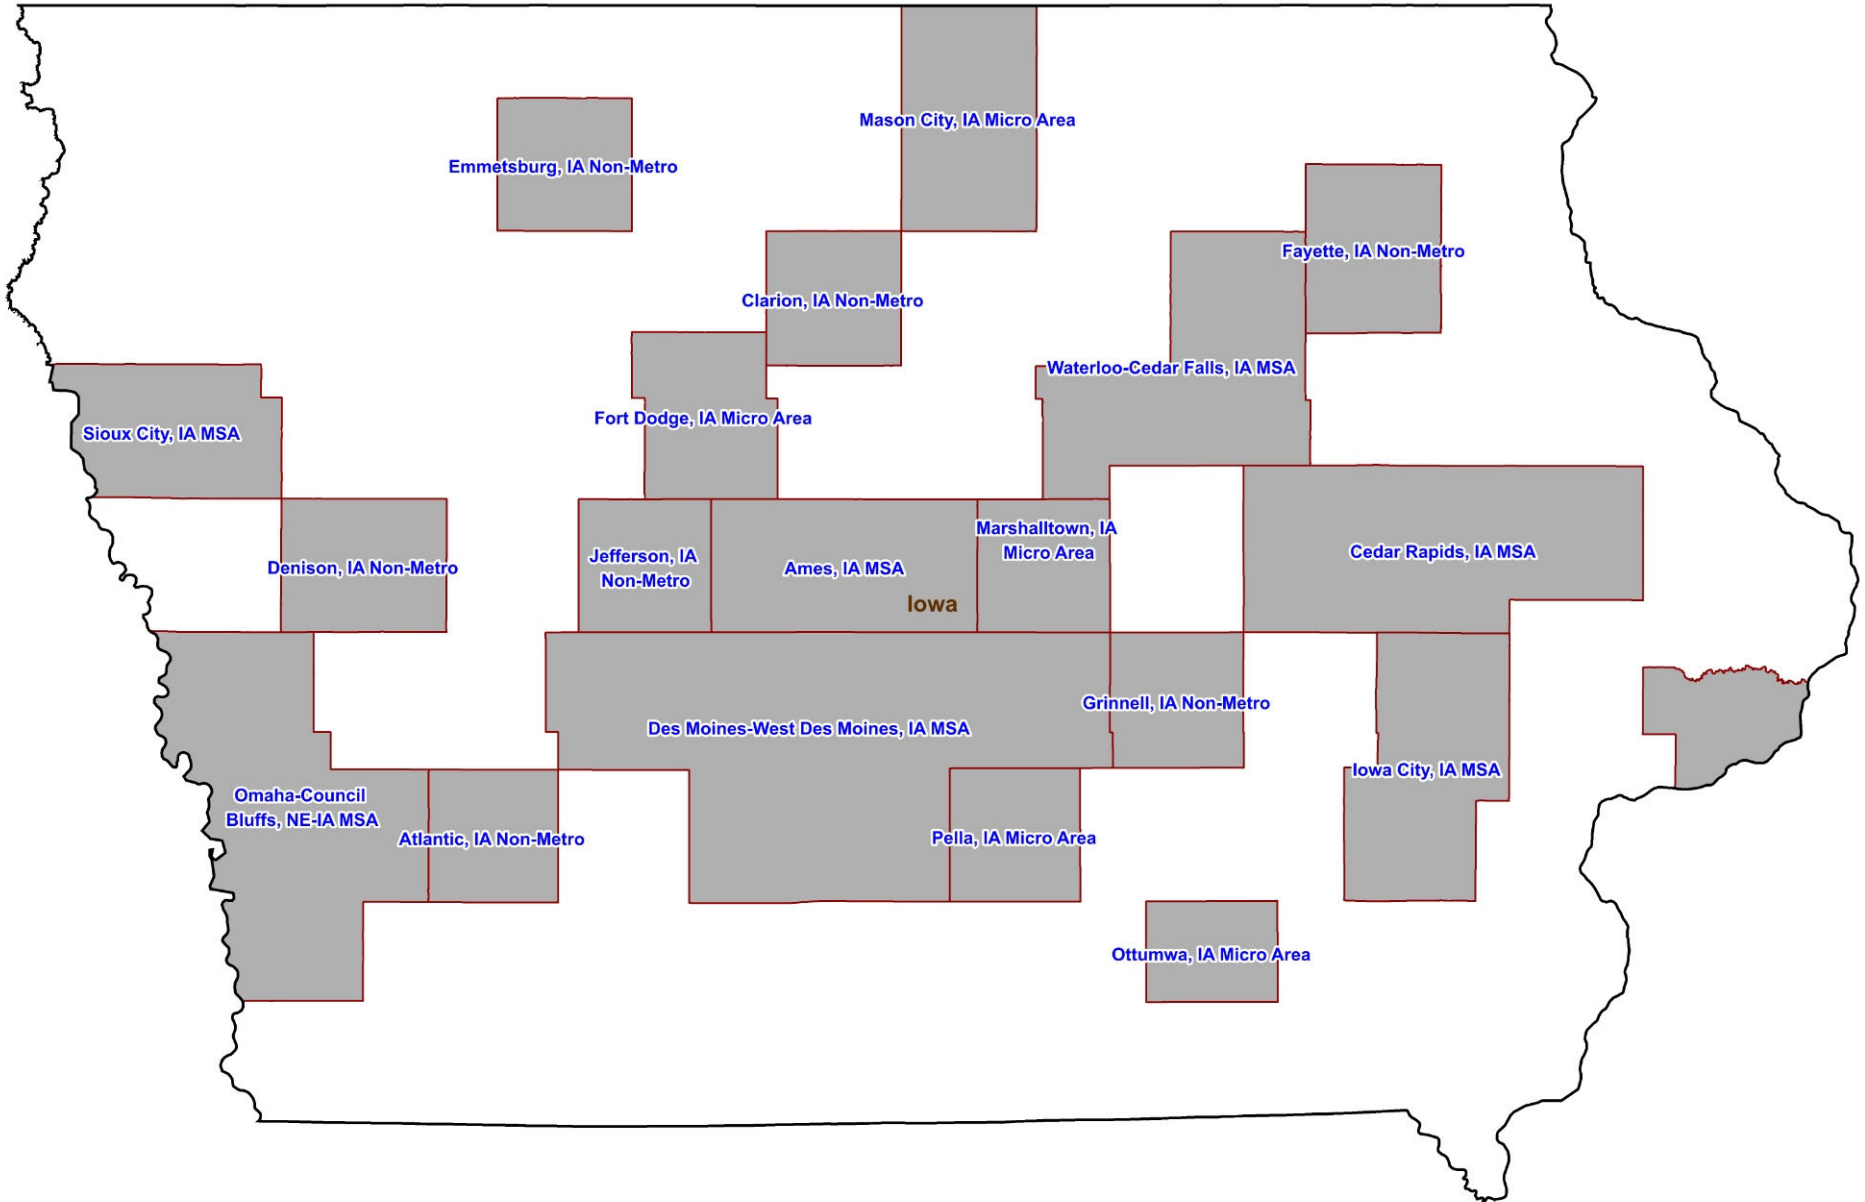 Mason City, IA Micro Area
Emmetsburg, IA Non-Metro
Fayette, IA Non-Metro
Clarion, IA Non-Metro
Waterloo-Cedar Falls, IA MSA
Fort Dodge, IA Micro Area
Sioux City, IA MSA
Marshalltown, IA
Micro Area
Cedar Rapids, IA MSA
Jefferson, IA
Non-Metro
Ames, IA MSA
Denison, IA Non-Metro
Iowa
Grinnell, IA Non-Metro
Des Moines-West Des Moines, IA MSA
Iowa City, IA MSA
Omaha-Council
Bluffs, NE-IA MSA
Atlantic, IA Non-Metro
Pella, IA Micro Area
Ottumwa, IA Micro Area